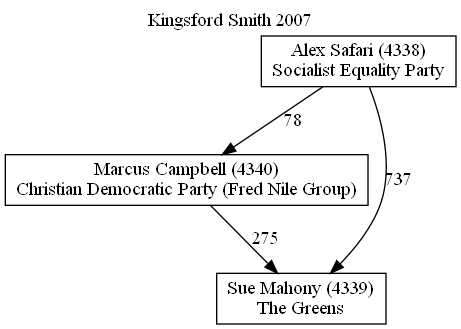 Kingsford Smith 2007
Alex Safari (4338)
Socialist Equality Party
78
737
Marcus Campbell (4340)
Christian Democratic Party (Fred Nile Group)
275
Sue Mahony (4339)
The Greens